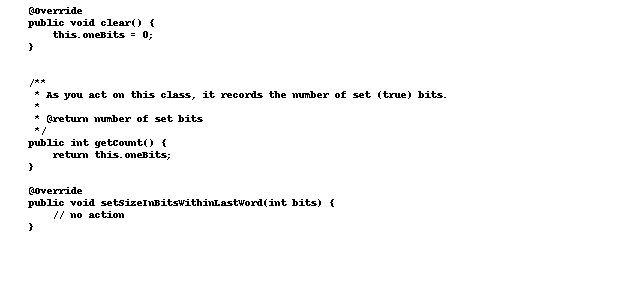 @Override
public void clear() {
    this.oneBits = 0;
}
/**
 * As you act on this class, it records the number of set (true) bits.
 *
 * @return number of set bits
 */
public int getCount() {
    return this.oneBits;
}
@Override
public void setSizeInBitsWithinLastWord(int bits) {
    // no action
}